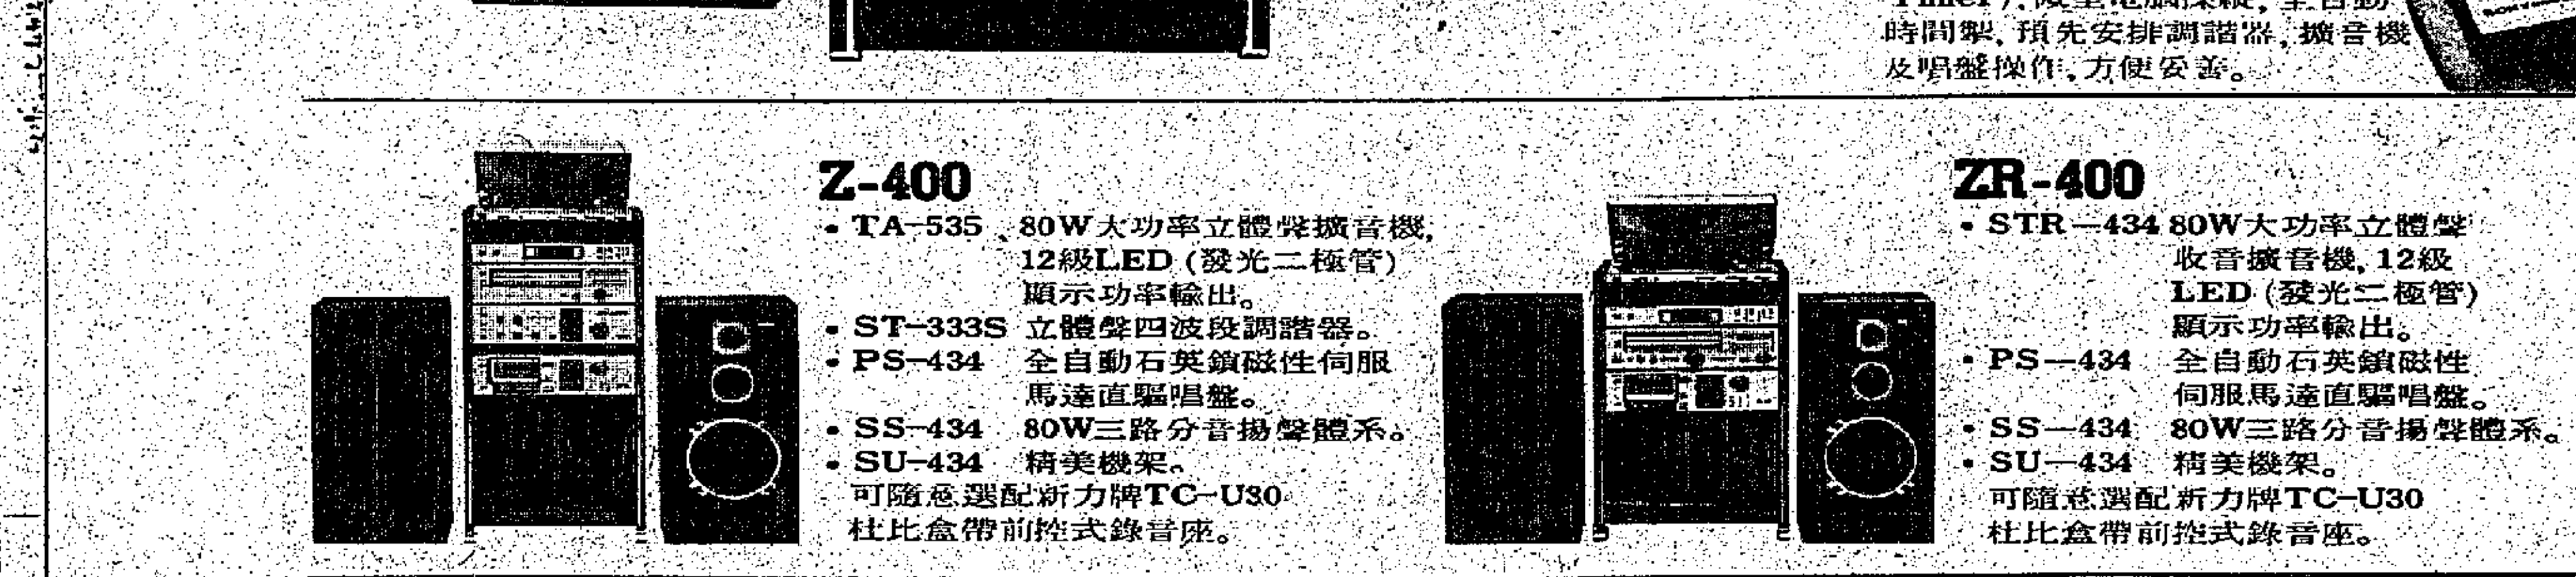 時間掣, 預先安排調諧器, 擴音機
及唱盤操作, 方便妥善。
Z-400
• TA-535 80W大功率立體聲擴音機,
12級LED (發光二極管)
顯示功率輸出。
• ST-333S 立體聲四波段調諧器。
• PS-434 全自動石英鎖磁性伺服
馬達直驅唱盤。
• SS-434 80W三路分音揚聲體系。
• SU-434 精美機架。
可隨意選配新力牌TC-U30
杜比盒帶前控式錄音座。
ZR-400
• STR-434 80W大功率立體聲
收音擴音機, 12級
LED (發光二極管)
顯示功率輸出。
• PS-434 全自動石英鎖磁性
伺服馬達直驅唱盤。
• SS-434 80W三路分音揚聲體系。
• SU-434 精美機架。
可隨意選配新力牌TC-U30
杜比盒帶前控式錄音座。